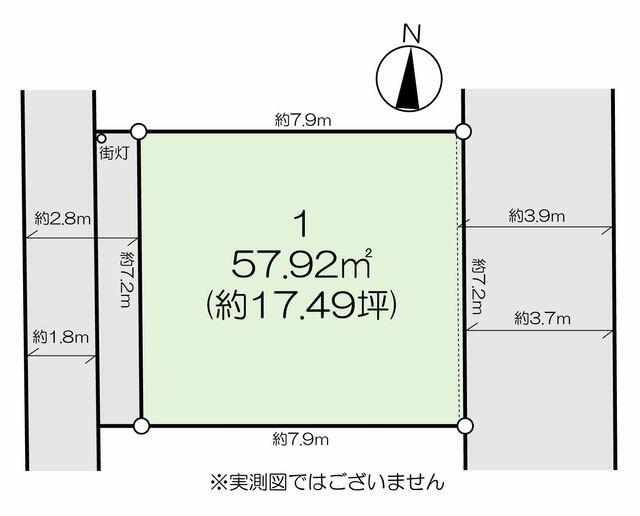 N
約7.9m
街灯
約2.8m
約3.9m
1
57.92㎡
(約17.49坪)
約7.2m
約7.2m
約1.8m
約3.7m
約7.9m
※実測図ではございません